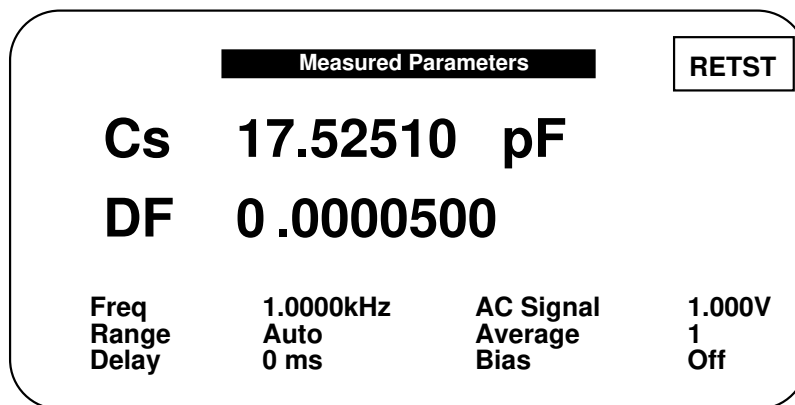 Measured Parameters
RETST
Cs 17.52510 pF
DF 0.0000500
Freq 1.0000kHz AC Signal 1.000V
Range Auto Average 1
Delay 0 ms Bias Off